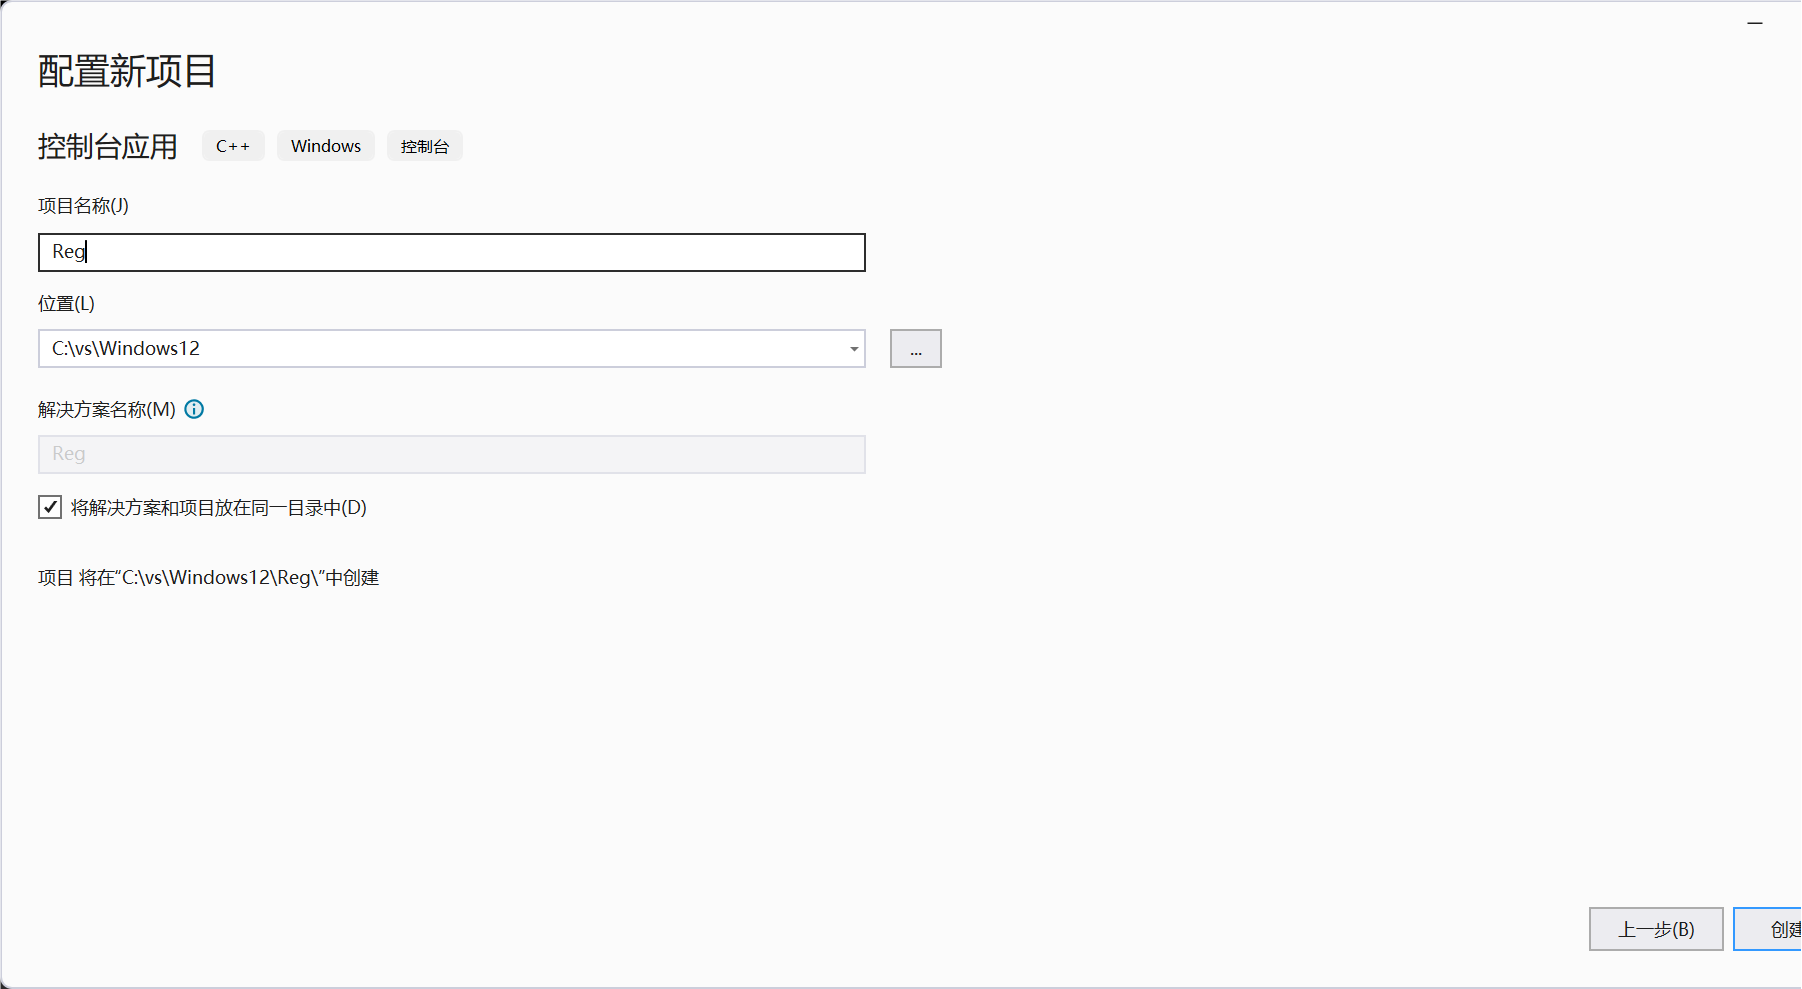 配置新项目
控制台应用 C++ Windows 控制台
项目名称(J)
Reg
位置(L)
C:\vs\Windows12 ...
解决方案名称(M)
Reg
将解决方案和项目放在同一目录中(D)
项目 将在“C:\vs\Windows12\Reg\”中创建
上一步(B) 创建